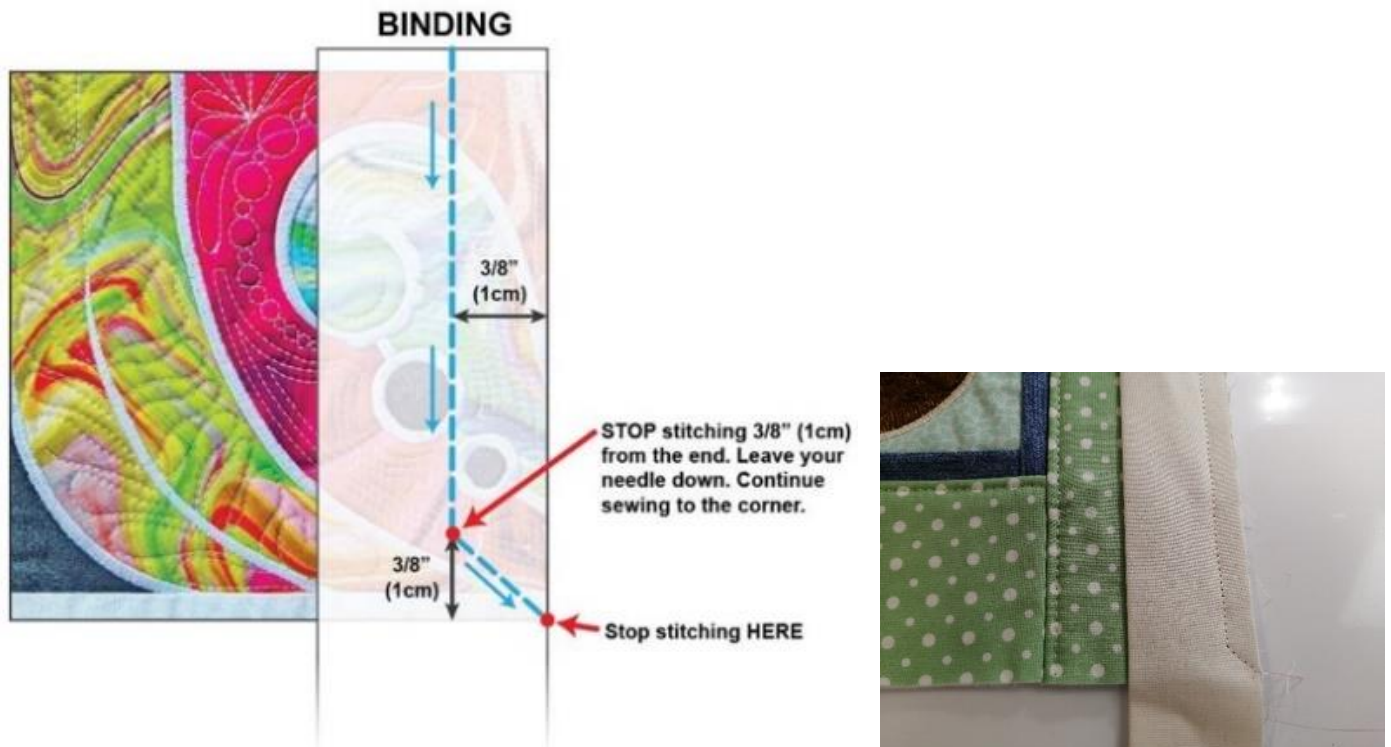 BINDING
3/8”
(1cm)
STOP stitching 3/8” (1cm)
from the end. Leave your
needle down. Continue
sewing to the corner.
3/8”
(1cm)
Stop stitching HERE